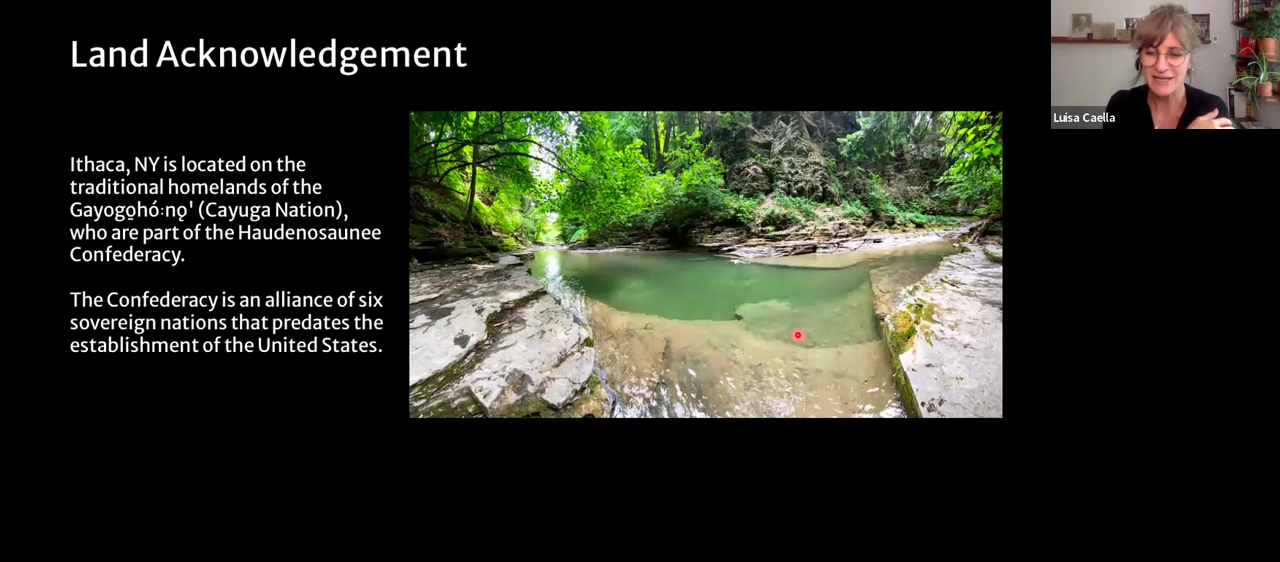 Land Acknowledgement
Luisa Caella
Ithaca, NY is located on the
traditional homelands of the
Gayogo̱hó:nǫ' (Cayuga Nation),
who are part of the Haudenosaunee
Confederacy.
The Confederacy is an alliance of six
sovereign nations that predates the
establishment of the United States.